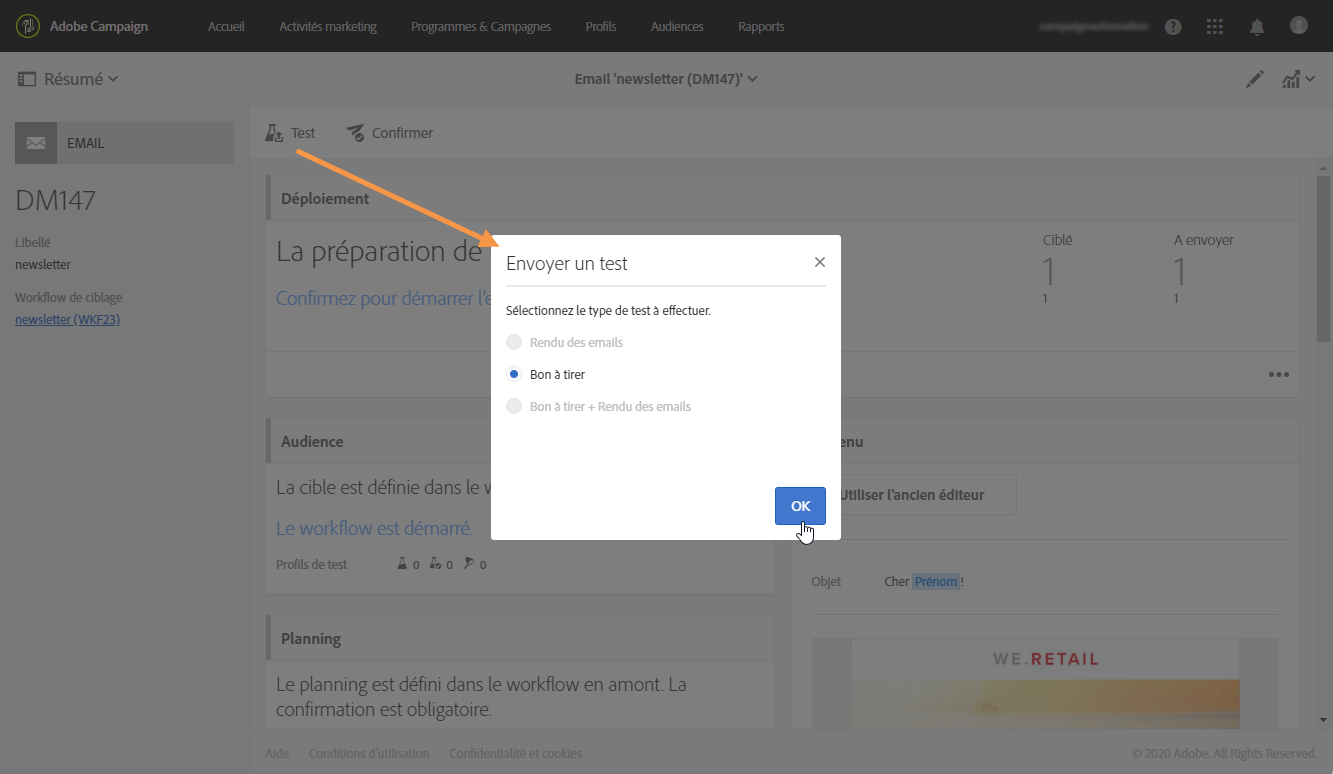 Adobe Campaign
Accueil
Activités marketing
Programmes & Campagnes
Profils
Audiences
Rapports
Résumé
Email 'newsletter (DM147)'
EMAIL
DM147
Libellé
newsletter
Workflow de ciblage
newsletter (WKF23)
Test
Confirmer
Déploiement
La préparation de
Confirmez pour démarrer l'e
Ciblé
1
1
A envoyer
1
1
Envoyer un test
Sélectionnez le type de test à effectuer.
Rendu des emails
Bon à tirer
Bon à tirer + Rendu des emails
OK
Audience
La cible est définie dans le w
Le workflow est démarré.
Profils de test
0
0
0
enu
Utiliser l'ancien éditeur
Objet
Cher Prénom !
WE.RETAIL
Planning
Le planning est défini dans le workflow en amont. La
confirmation est obligatoire.
Aide
Conditions d'utilisation
Confidentialité et cookies
© 2020 Adobe. All Rights Reserved.